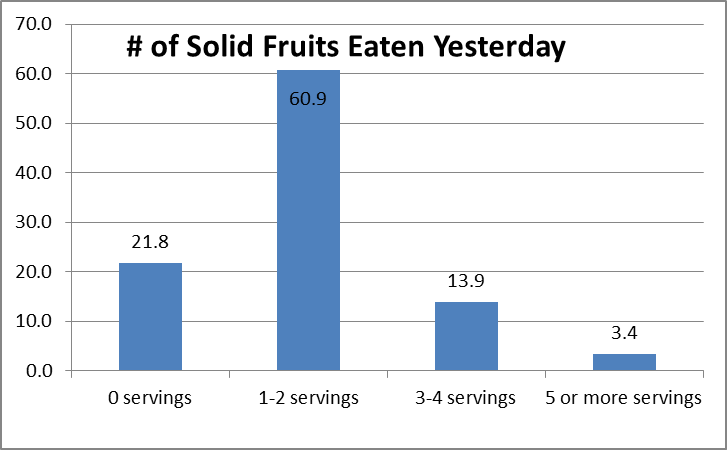 # of Solid Fruits Eaten Yesterday
70.0
60.0
50.0
40.0
30.0
20.0
10.0
0.0
21.8
60.9
13.9
3.4
0 servings
1-2 servings
3-4 servings
5 or more servings